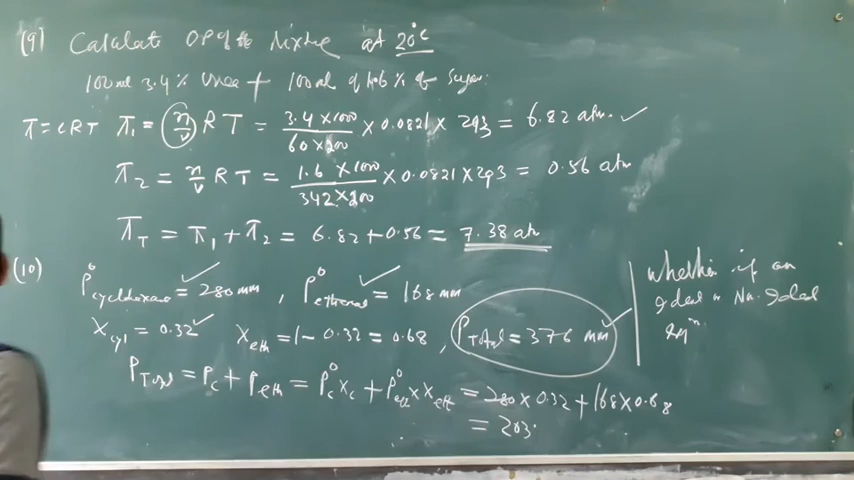 (9) Calculate OP of the Mixture at 20°C
100ml 3.4% Urea + 100ml of 1.6% of Sugar.
π = CRT π₁ = (n/v) RT = (3.4 × 1000)/(60 × 200) × 0.0821 × 293 = 6.82 atm. ✓
π₂ = n/v RT = (1.6 × 1000)/(342 × 200) × 0.0821 × 293 = 0.56 atm
π_T = π₁ + π₂ = 6.82 + 0.56 = 7.38 atm
(10) P°cyclohexane = 280 mm, P°ethanol = 168 mm
X_cyl = 0.32 ✓ X_eth = 1 - 0.32 = 0.68, P_Total = 376 mm
whether if an
Ideal or No. Ideal
P_Total = P_c + P_eth = P°_c X_c + P°_eth × X_eth = 280 × 0.32 + 168 × 0.68
= 203.